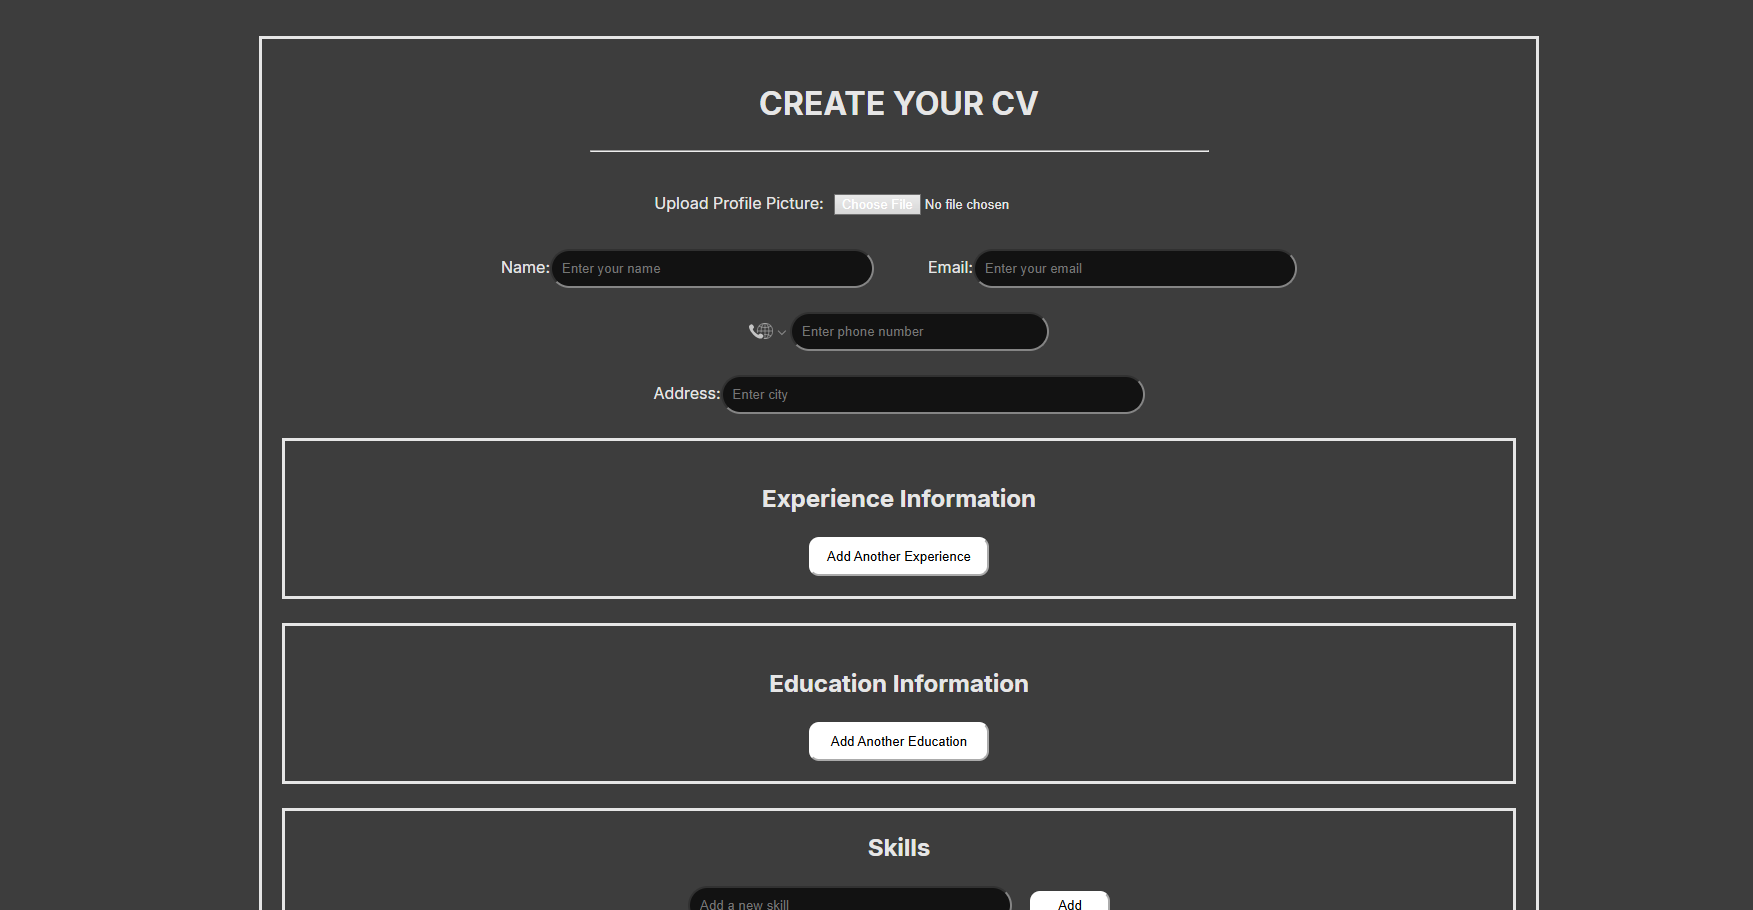 CREATE YOUR CV
Upload Profile Picture: Choose File No file chosen
Name: Enter your name Email: Enter your email
Enter phone number
Address: Enter city
Experience Information
Add Another Experience
Education Information
Add Another Education
Skills
Add a new skill Add